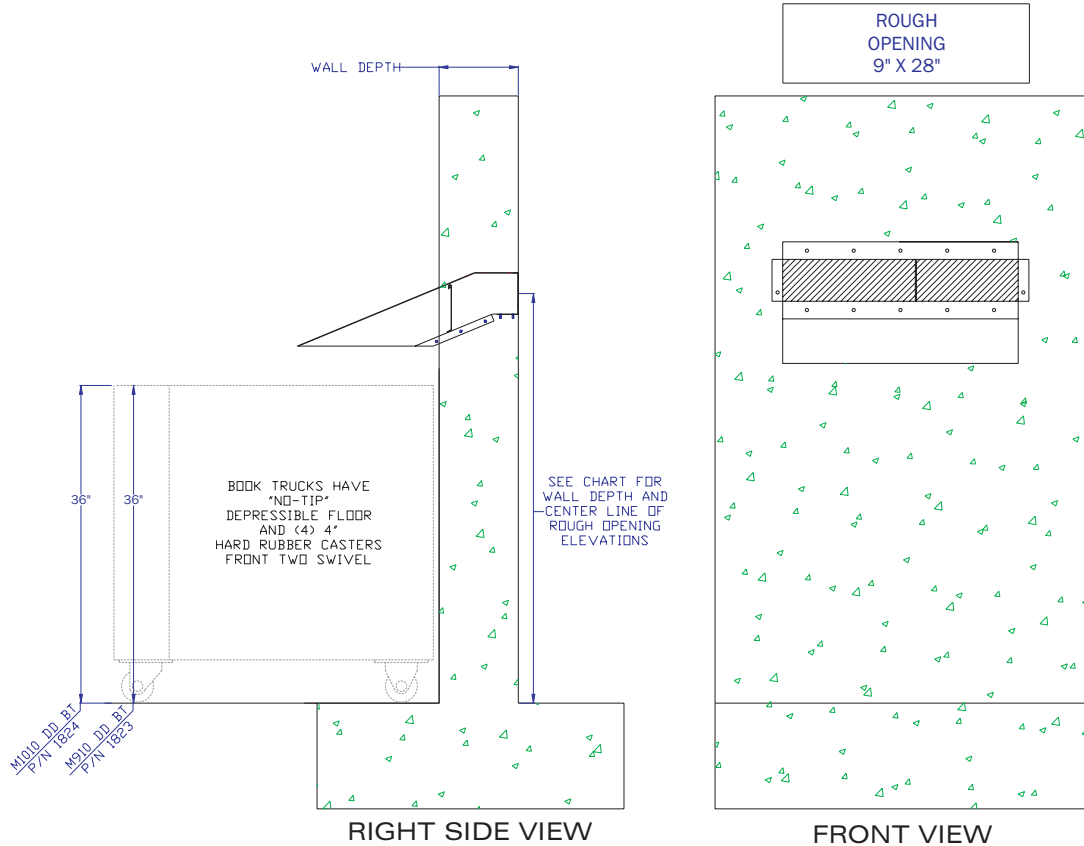 ROUGH
OPENING
9" X 28"
WALL DEPTH
36"
36"
BOOK TRUCKS HAVE
"NO-TIP"
DEPRESSIBLE FLOOR
AND (4) 4"
HARD RUBBER CASTERS
FRONT TWO SWIVEL
SEE CHART FOR
WALL DEPTH AND
CENTER LINE OF
ROUGH OPENING
ELEVATIONS
M1010 DD BT
P/N 1824
M910 DD BT
P/N 1823
RIGHT SIDE VIEW
FRONT VIEW